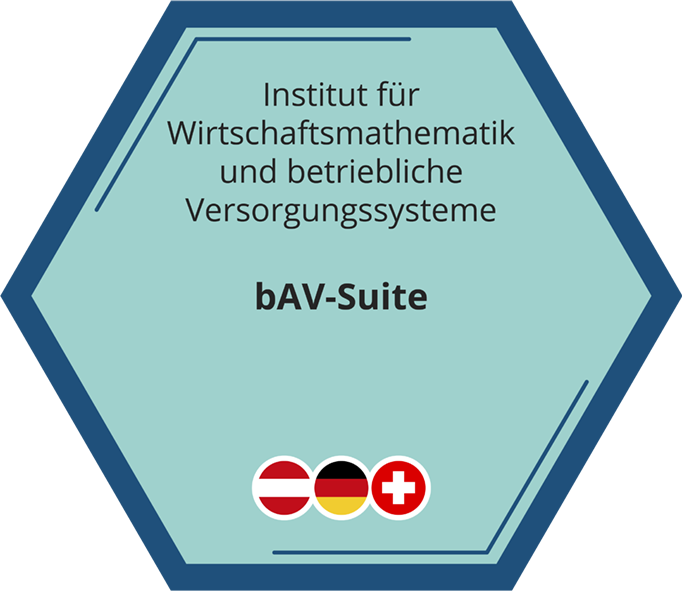 Institut für
Wirtschaftsmathematik
und betriebliche
Versorgungssysteme
bAV-Suite